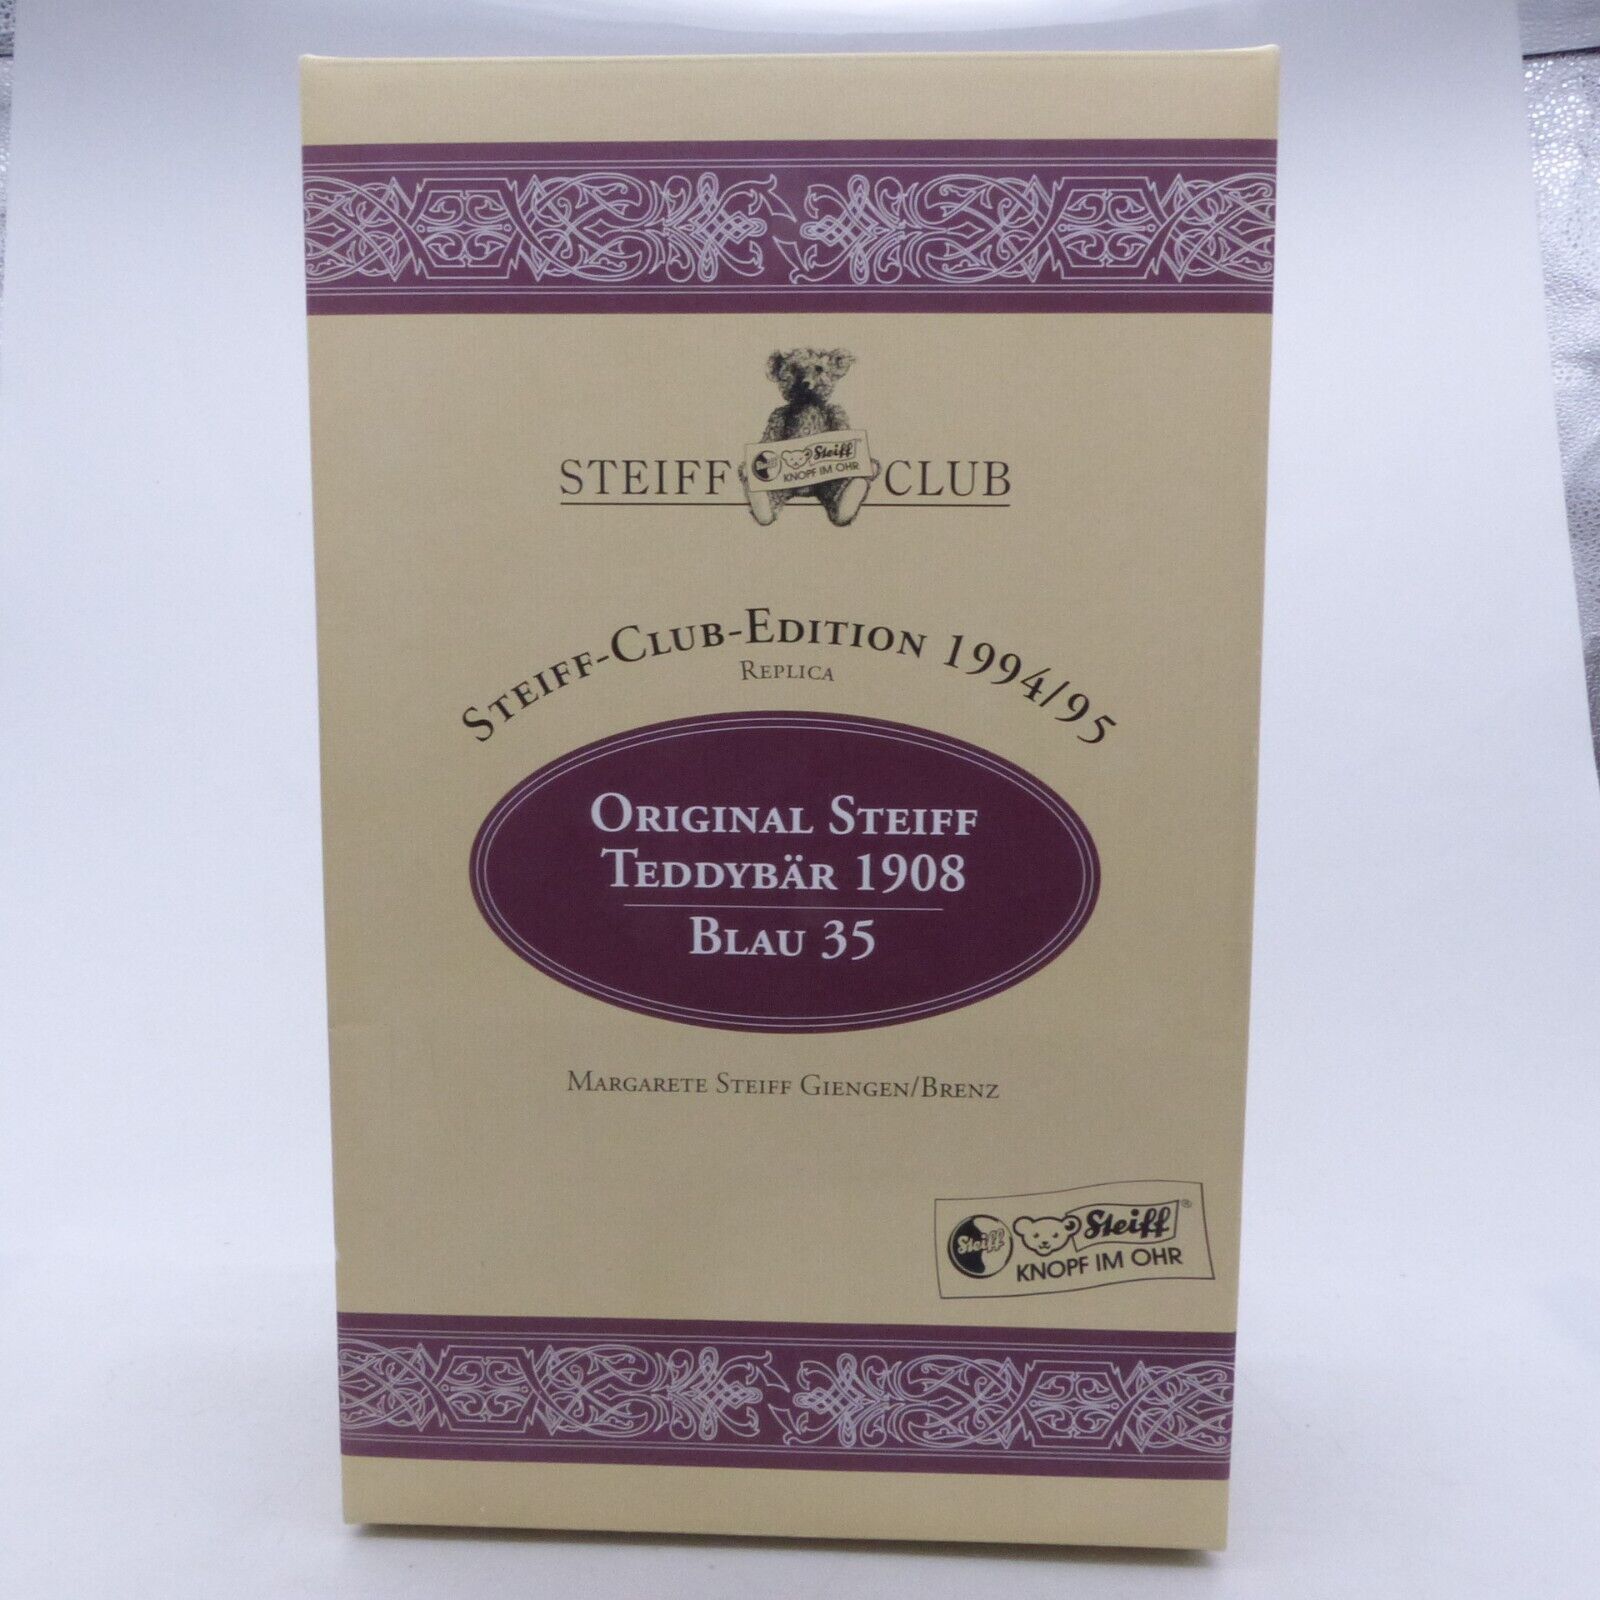 STEIFF CLUB
Steiff Steiff
KNOPF IM OHR
STEIFF-CLUB-EDITION 1994/95
REPLICA
ORIGINAL STEIFF
TEDDYBÄR 1908
BLAU 35
MARGARETE STEIFF GIENGEN/BRENZ
Steiff Steiff®
KNOPF IM OHR